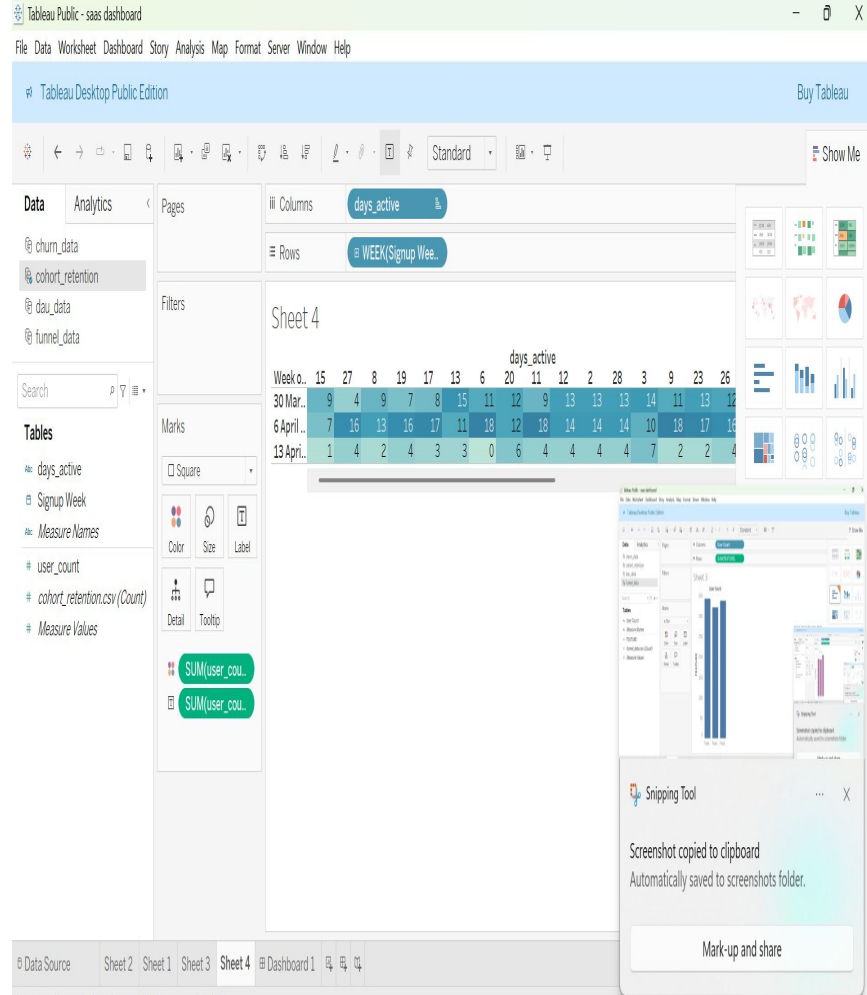 Tableau Public - saas dashboard
File Data Worksheet Dashboard Story Analysis Map Format Server Window Help
Tableau Desktop Public Edition
Buy Tableau
Standard
Show Me
Data Analytics
churn_data
cohort_retention
dau_data
funnel_data
Search
Tables
Abc days_active
Signup Week
Abc Measure Names
# user_count
# cohort_retention.csv (Count)
# Measure Values
Pages
Filters
Marks
Square
Color Size Label
Detail Tooltip
SUM(user_cou..
SUM(user_cou..
iii Columns days_active
Rows WEEK(Signup Wee..
Sheet 4
days_active
Week o.. 15 27 8 19 17 13 6 20 11 12 2 28 3 9 23 26
30 Mar.. 9 4 9 7 8 15 11 12 9 13 13 13 14 11 13 12
6 April .. 7 16 13 16 17 11 18 12 18 14 14 14 10 18 17 16
13 Apri.. 1 4 2 4 3 3 0 6 4 4 4 4 7 2 2 4
Sheet 3
Snipping Tool
Screenshot copied to clipboard
Automatically saved to screenshots folder.
Mark-up and share
Data Source Sheet 2 Sheet 1 Sheet 3 Sheet 4 Dashboard 1